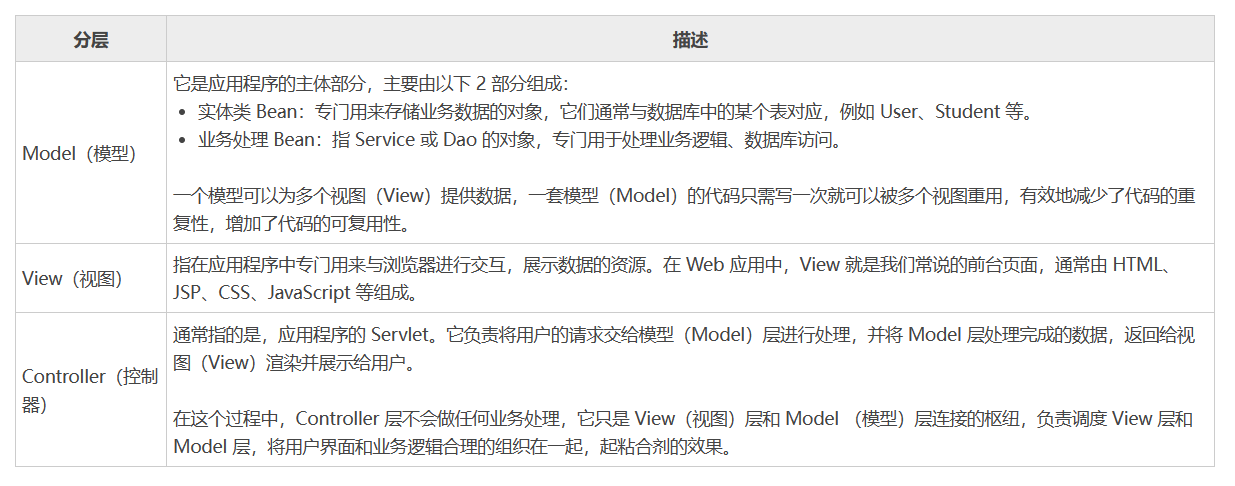 分层
描述
Model（模型）
它是应用程序的主体部分，主要由以下 2 部分组成：
• 实体类 Bean：专门用来存储业务数据的对象，它们通常与数据库中的某个表对应，例如 User、Student 等。
• 业务处理 Bean：指 Service 或 Dao 的对象，专门用于处理业务逻辑、数据库访问。
一个模型可以为多个视图（View）提供数据，一套模型（Model）的代码只需写一次就可以被多个视图重用，有效地减少了代码的重
复性，增加了代码的可复用性。
View（视图）
指在应用程序中专门用来与浏览器进行交互，展示数据的资源。在 Web 应用中，View 就是我们常说的前台页面，通常由 HTML、
JSP、CSS、JavaScript 等组成。
Controller（控制
器）
通常指的是，应用程序的 Servlet。它负责将用户的请求交给模型（Model）层进行处理，并将 Model 层处理完成的数据，返回给视
图（View）渲染并展示给用户。
在这个过程中，Controller 层不会做任何业务处理，它只是 View（视图）层和 Model （模型）层连接的枢纽，负责调度 View 层和
Model 层，将用户界面和业务逻辑合理的组织在一起，起粘合剂的效果。